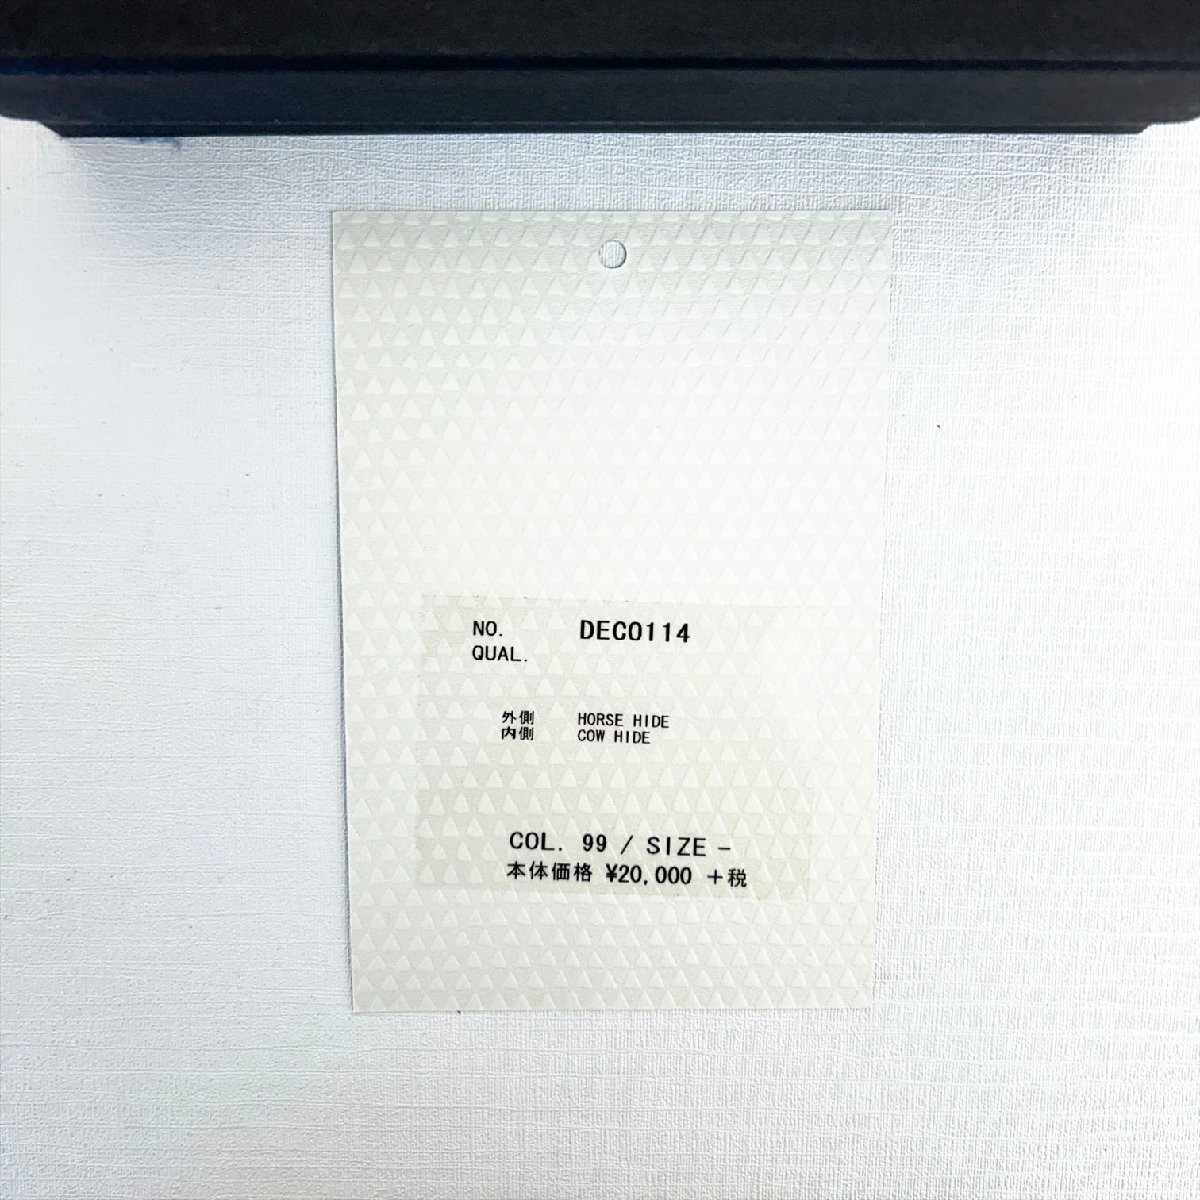 NO. DECO114
QUAL.
外側 HORSE HIDE
内側 COW HIDE
COL. 99 / SIZE -
本体価格 ¥20,000 +税